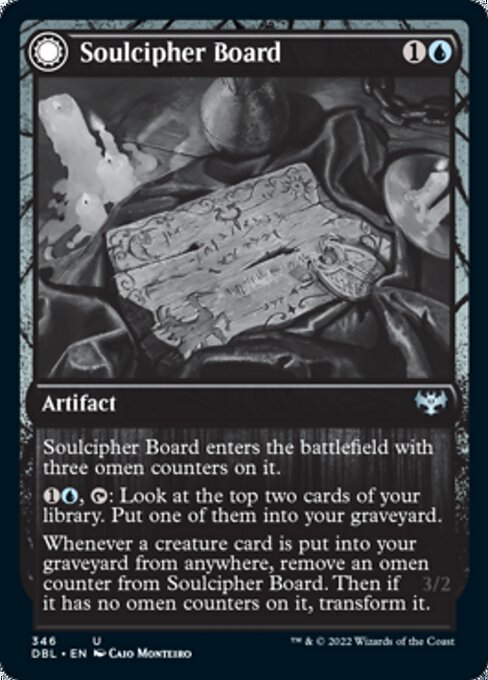 Soulcipher Board 1
Artifact
Soulcipher Board enters the battlefield with
three omen counters on it.
1, : Look at the top two cards of your
library. Put one of them into your graveyard.
Whenever a creature card is put into your
graveyard from anywhere, remove an omen
counter from Soulcipher Board. Then if
it has no omen counters on it, transform it.
3/2
346 U
DBL • EN Caio Monteiro
™ & © 2022 Wizards of the Coast